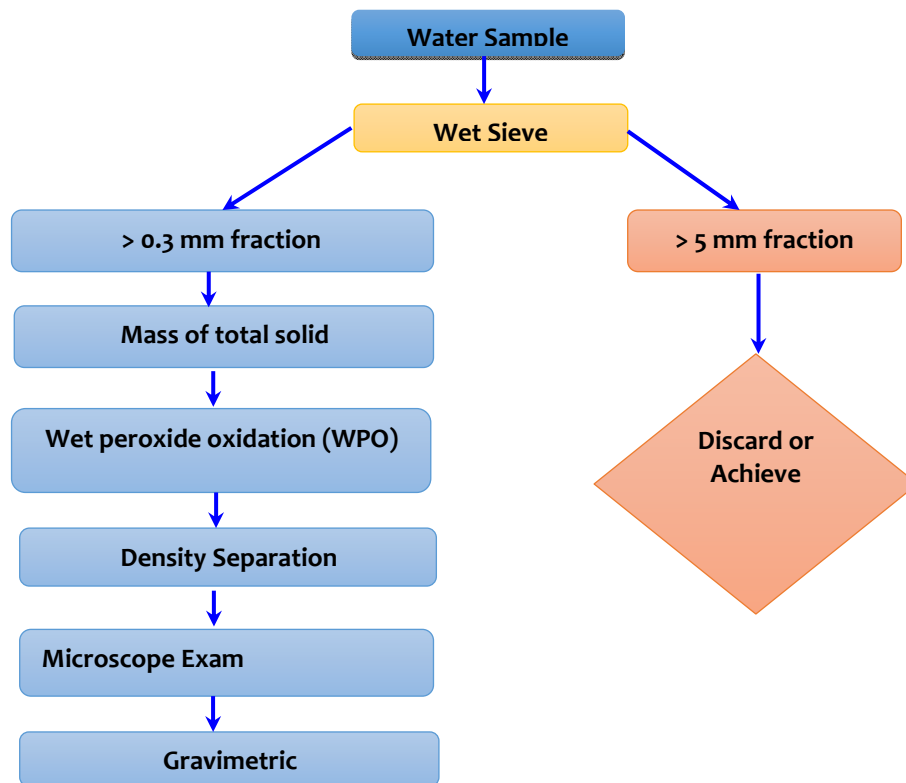 Water Sample
Wet Sieve
> 0.3 mm fraction
> 5 mm fraction
Mass of total solid
Wet peroxide oxidation (WPO)
Discard or
Achieve
Density Separation
Microscope Exam
Gravimetric